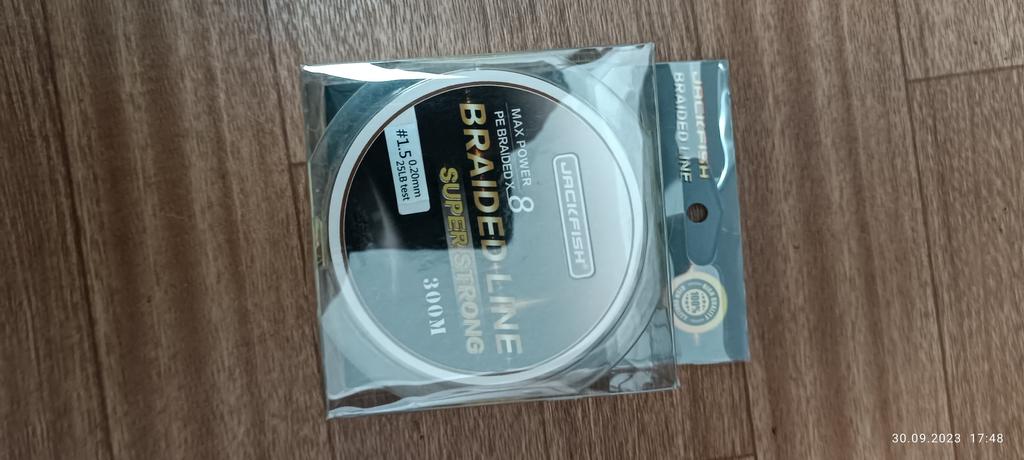 JACKFISH
BRAIDED LINE
JACKFISH®
MAX POWER
PE BRAIDED X 8
BRAIDED LINE
SUPER STRONG
300M
#1.5 0.20mm
25LB test
100%
30.09.2023 17:48